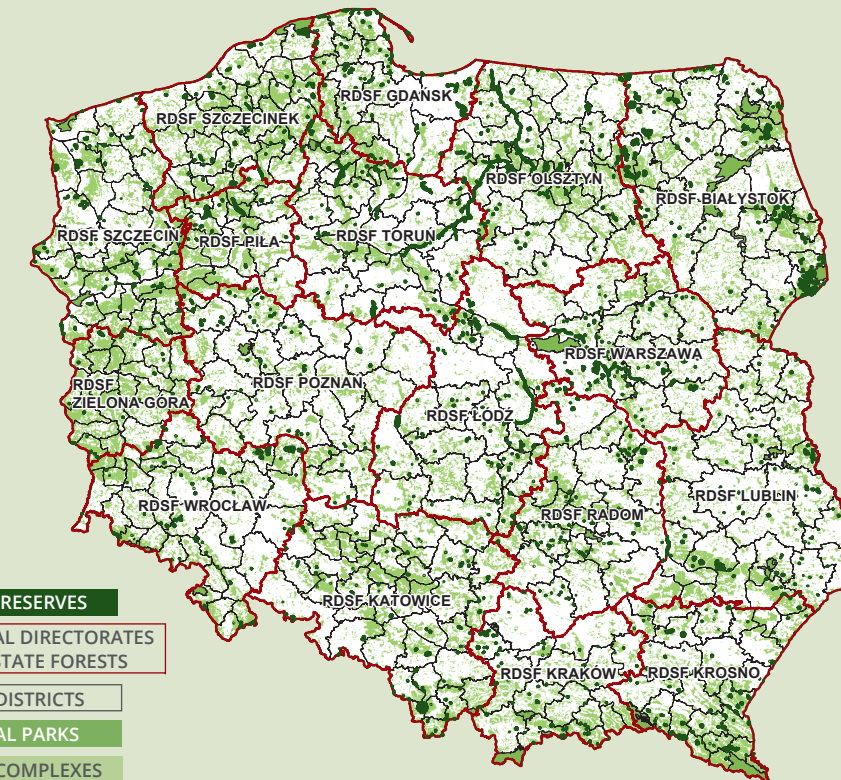 RDSF GDAŃSK
RDSF SZCZECINEK
RDSF OLSZTYN
RDSF BIAŁYSTOK
RDSF SZCZECIN
RDSF PIŁA
RDSF TORUŃ
RDSF WARSZAWA
RDSF
ZIELONA GÓRA
RDSF POZNAŃ
RDSF ŁÓDŹ
RDSF WROCŁAW
RDSF RADOM
RDSF LUBLIN
RDSF KATOWICE
RDSF KRAKÓW
RDSF KROSNO
RESERVES
AL DIRECTORATES
STATE FORESTS
DISTRICTS
AL PARKS
COMPLEXES